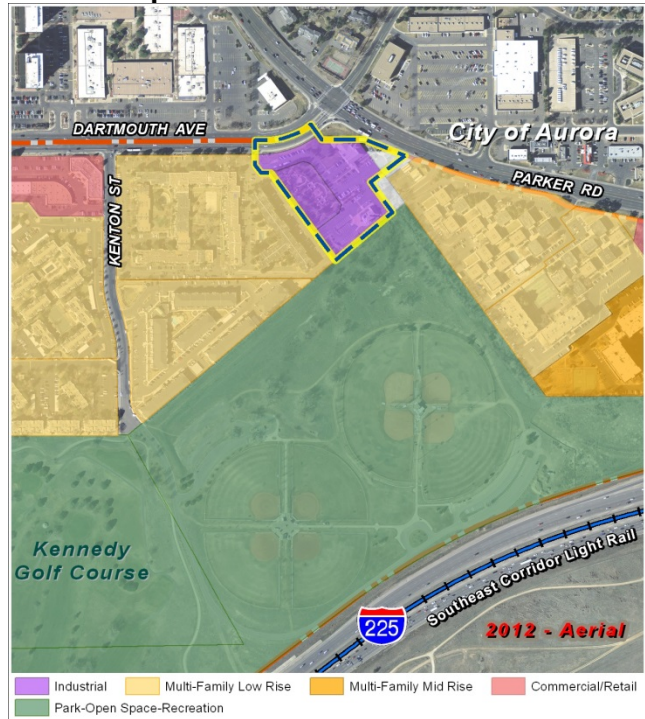 DARTMOUTH AVE
City of Aurora
PARKER RD
KENTON ST
Kennedy
Golf Course
225
Southeast Corridor Light Rail
2012 - Aerial
Industrial
Multi-Family Low Rise
Multi-Family Mid Rise
Commercial/Retail
Park-Open Space-Recreation